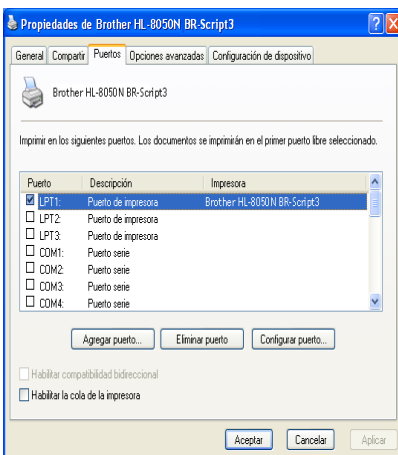 Propiedades de Brother HL-8050N BR-Script3
General Compartir Puertos Opciones avanzadas Configuración de dispositivo
Brother HL-8050N BR-Script3
Imprimir en los siguientes puertos. Los documentos se imprimirán en el primer puerto libre seleccionado.
Puerto Descripción Impresora
LPT1: Puerto de impresora Brother HL-8050N BR-Script3
LPT2: Puerto de impresora
LPT3: Puerto de impresora
COM1: Puerto serie
COM2: Puerto serie
COM3: Puerto serie
COM4: Puerto serie
Agregar puerto... Eliminar puerto Configurar puerto...
Habilitar compatibilidad bidireccional
Habilitar la cola de la impresora
Aceptar Cancelar Aplicar